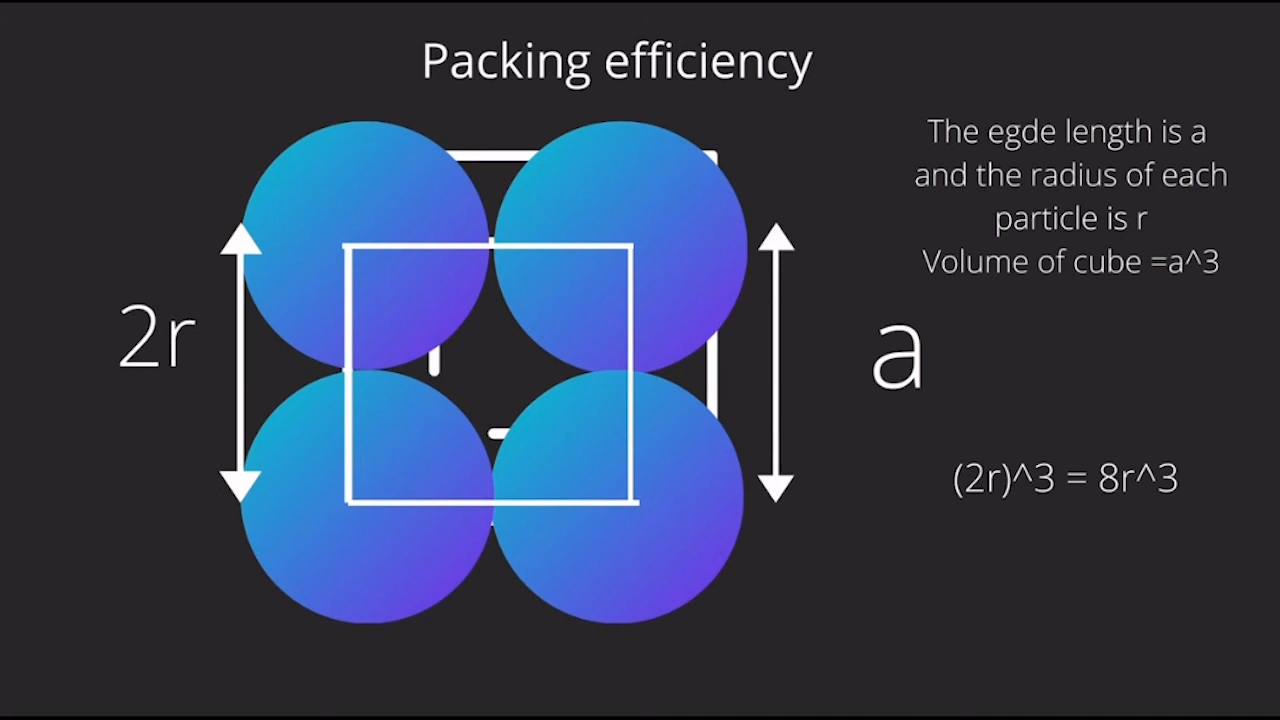 Packing efficiency
The egde length is a
and the radius of each
particle is r
Volume of cube =a^3
2r
a
(2r)^3 = 8r^3